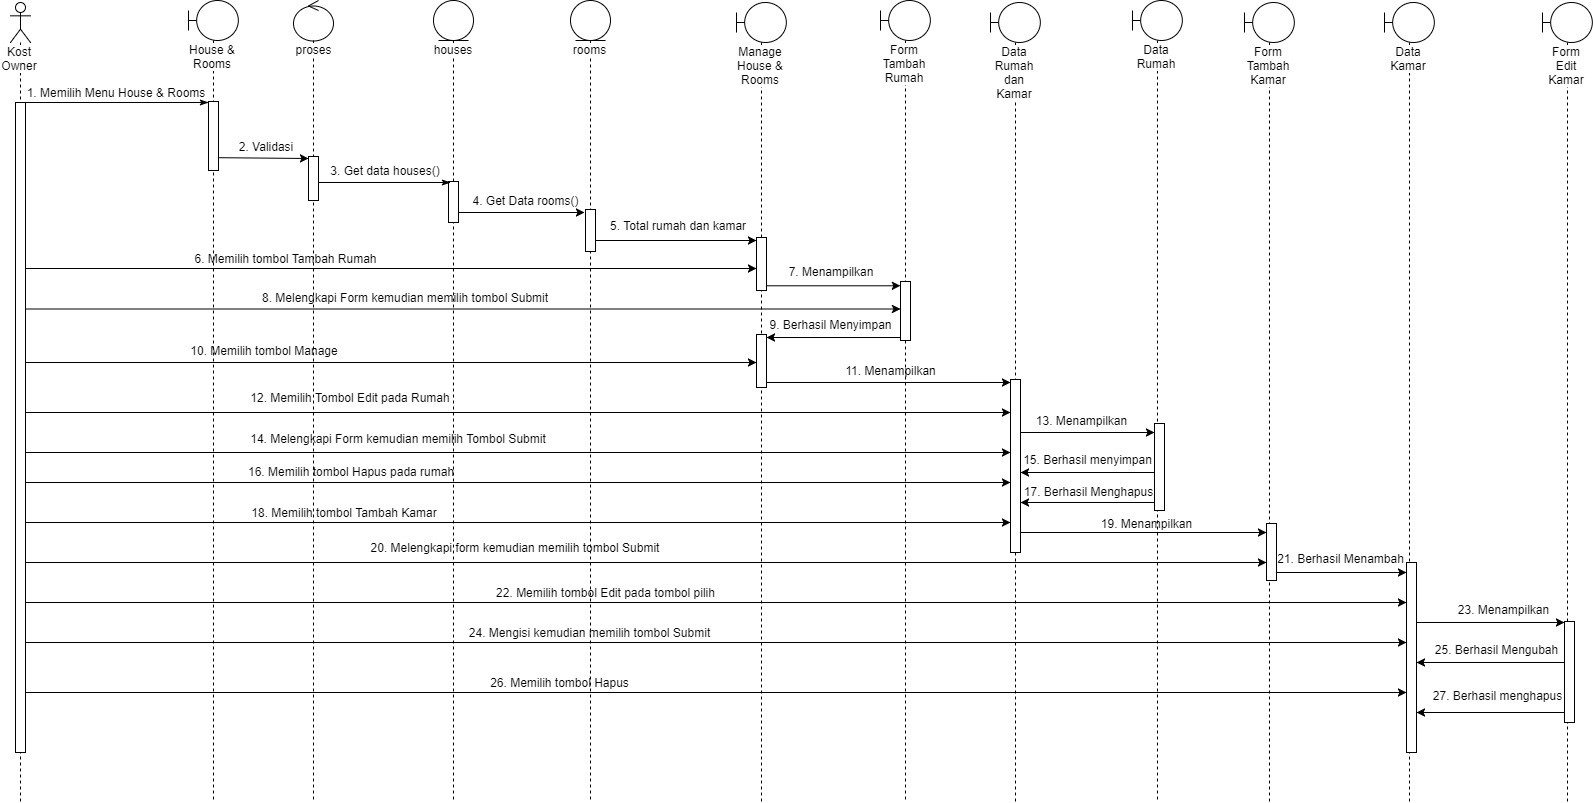 Kost
Owner
House &
Rooms
proses
houses
rooms
Manage
House &
Rooms
Form
Tambah
Rumah
Data
Rumah
dan
Kamar
Data
Rumah
Form
Tambah
Kamar
Data
Kamar
Form
Edit
Kamar
1. Memilih Menu House & Rooms
2. Validasi
3. Get data houses()
4. Get Data rooms()
5. Total rumah dan kamar
6. Memilih tombol Tambah Rumah
7. Menampilkan
8. Melengkapi Form kemudian memilih tombol Submit
9. Berhasil Menyimpan
10. Memilih tombol Manage
11. Menampilkan
12. Memilih Tombol Edit pada Rumah
13. Menampilkan
14. Melengkapi Form kemudian memilih Tombol Submit
15. Berhasil menyimpan
16. Memilih tombol Hapus pada rumah
17. Berhasil Menghapus
18. Memilih tombol Tambah Kamar
19. Menampilkan
20. Melengkapi form kemudian memilih tombol Submit
21. Berhasil Menambah
22. Memilih tombol Edit pada tombol pilih
23. Menampilkan
24. Mengisi kemudian memilih tombol Submit
25. Berhasil Mengubah
26. Memilih tombol Hapus
27. Berhasil menghapus